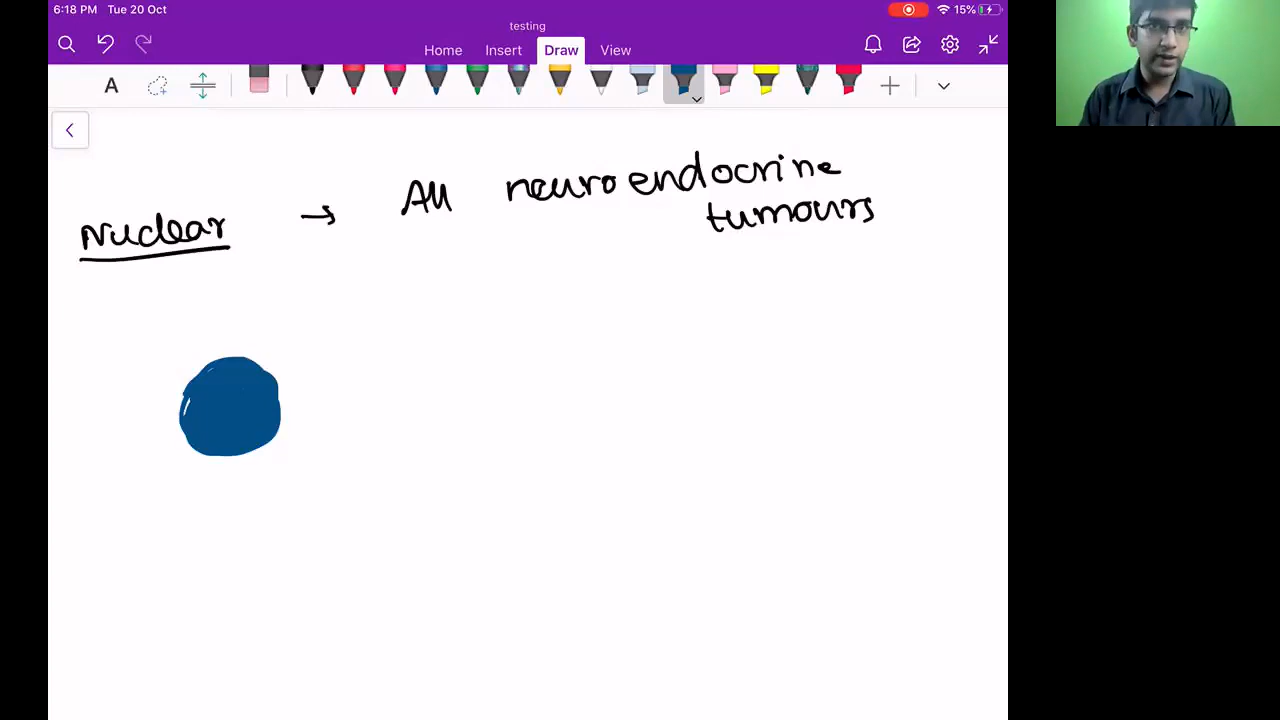 6:18 PM Tue 20 Oct
15%
testing
Home Insert Draw View
A
Nuclear → All neuroendocrine
tumours